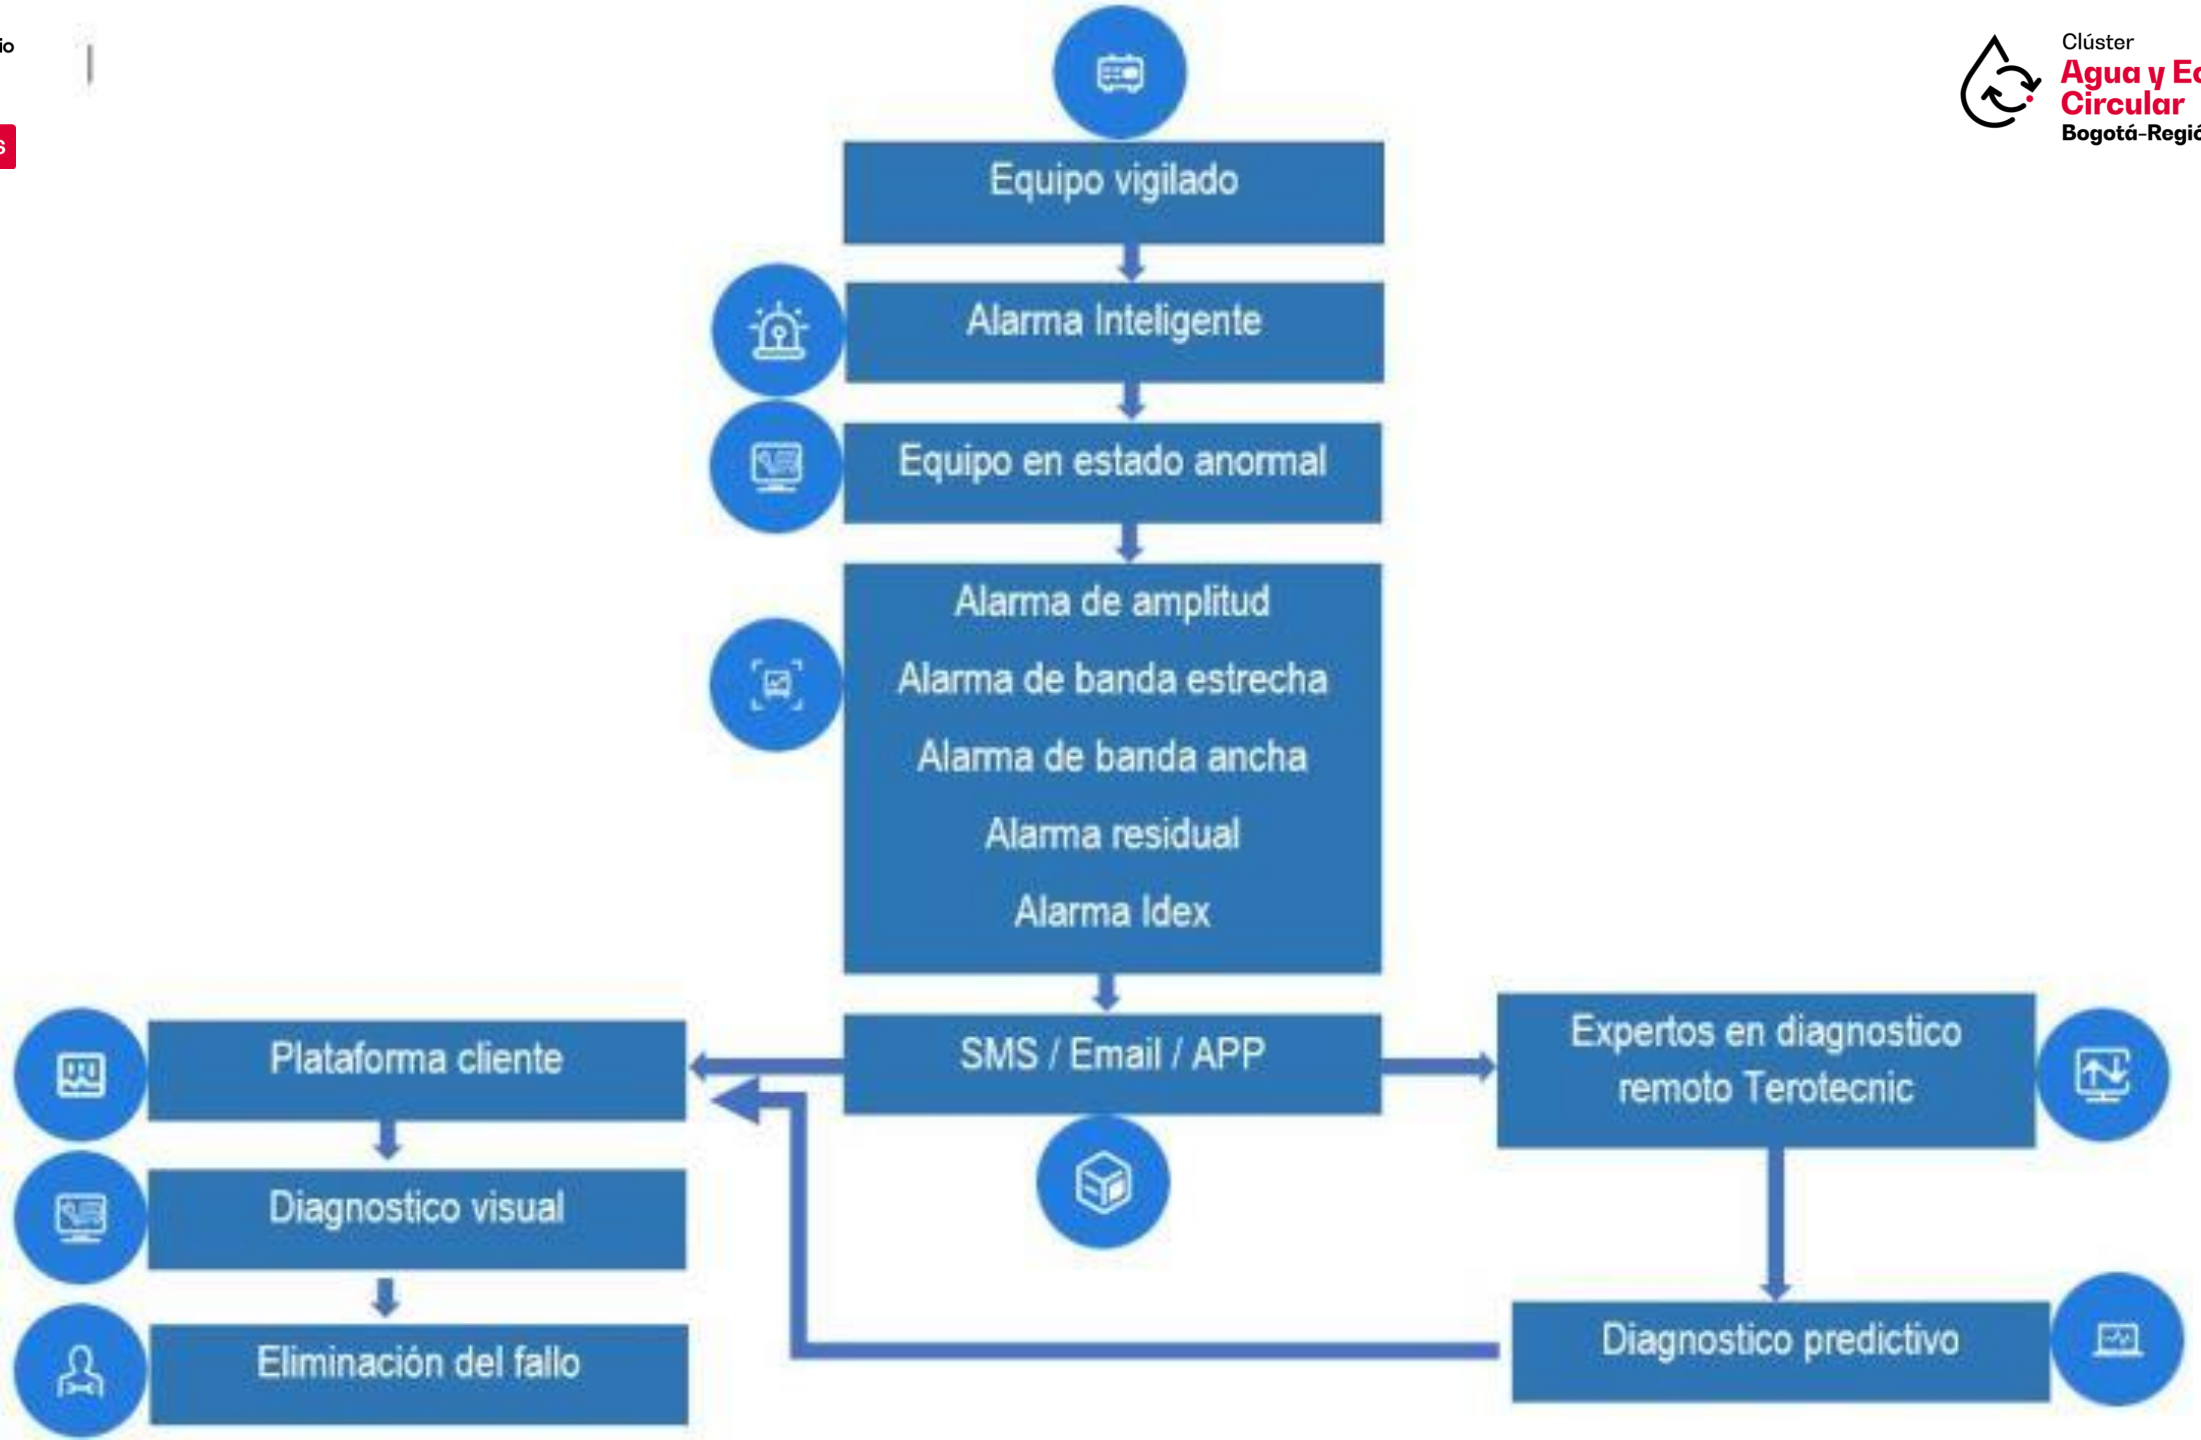 io
s
Clúster
Agua y Ec
Circular
Bogotá-Regió
Equipo vigilado
Alarma Inteligente
Equipo en estado anormal
Alarma de amplitud
Alarma de banda estrecha
Alarma de banda ancha
Alarma residual
Alarma Idex
SMS / Email / APP
Plataforma cliente
Diagnostico visual
Eliminación del fallo
Expertos en diagnostico
remoto Terotecnic
Diagnostico predictivo